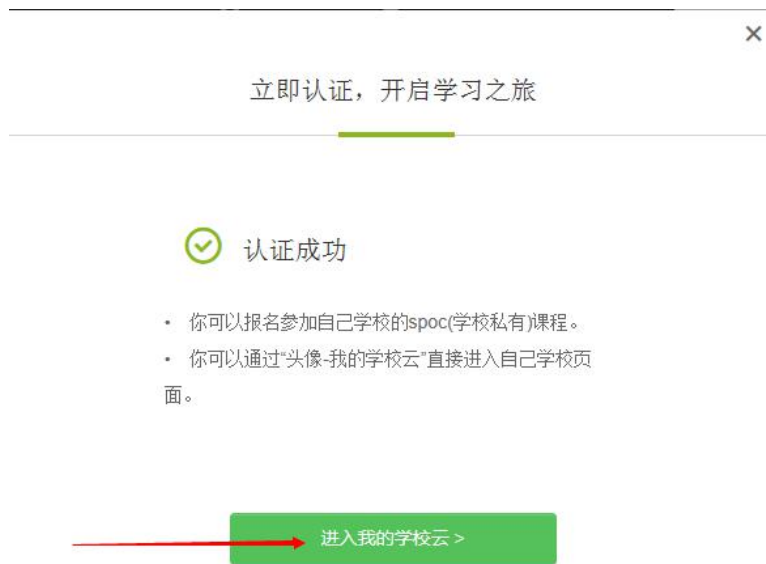 立即认证，开启学习之旅
认证成功
• 你可以报名参加自己学校的spoc(学校私有)课程。
• 你可以通过“头像-我的学校云”直接进入自己学校页
面。
进入我的学校云 >